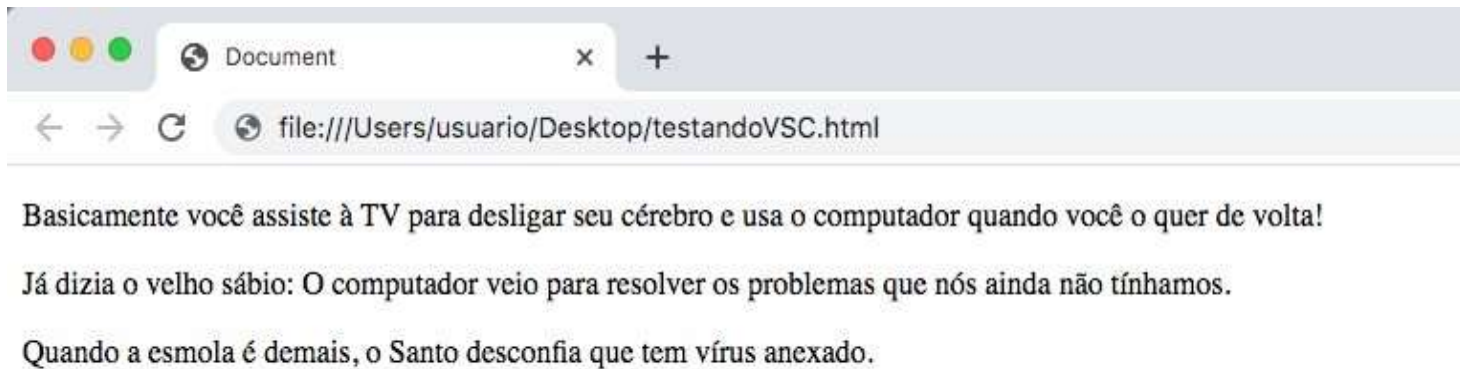 Document
file:///Users/usuario/Desktop/testandoVSC.html
Basicamente você assiste à TV para desligar seu cérebro e usa o computador quando você o quer de volta!
Já dizia o velho sábio: O computador veio para resolver os problemas que nós ainda não tínhamos.
Quando a esmola é demais, o Santo desconfia que tem vírus anexado.